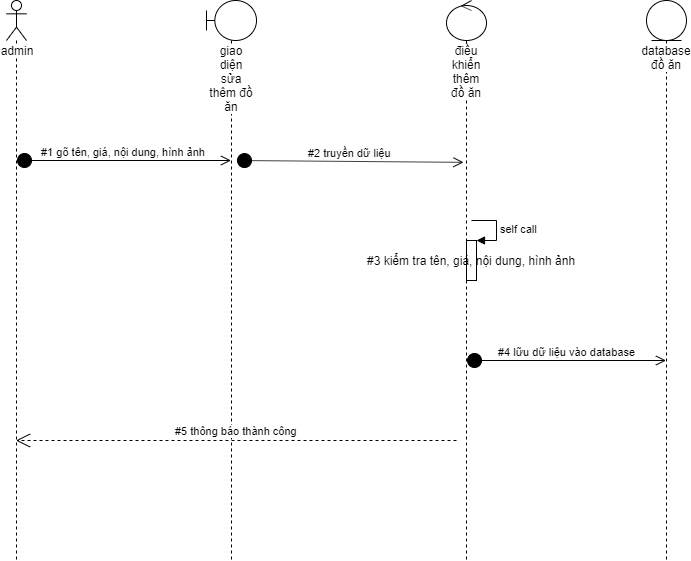 admin
giao
diện
sửa
thêm đồ
ăn
điều
khiển
thêm
đồ ăn
database
đồ ăn
#1 gõ tên, giá, nội dung, hình ảnh
#2 truyền dữ liệu
self call
#3 kiểm tra tên, giá, nội dung, hình ảnh
#4 lữu dữ liệu vào database
#5 thông báo thành công